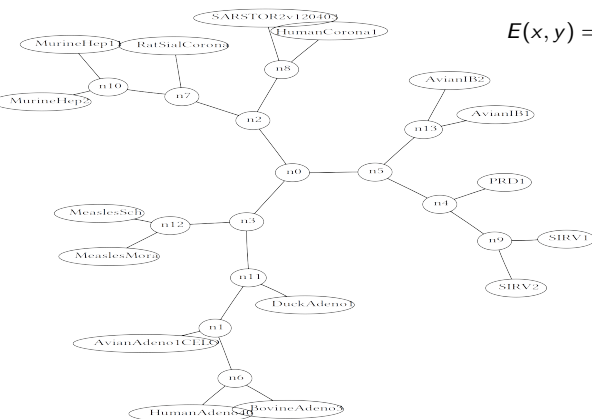 SARSTOR2v120403
E(x, y) =
HumanCorona1
MurineHep11
RatSialCorona
n8
n10
n7
MurineHep2
n2
AvianIB2
AvianIB1
n13
n0
n5
PRD1
n4
MeaslesSch
n12
n3
n9
SIRV1
MeaslesMora
n11
SIRV2
DuckAdeno1
n1
AvianAdeno1CELO
n6
HumanAdeno40
BovineAdeno3